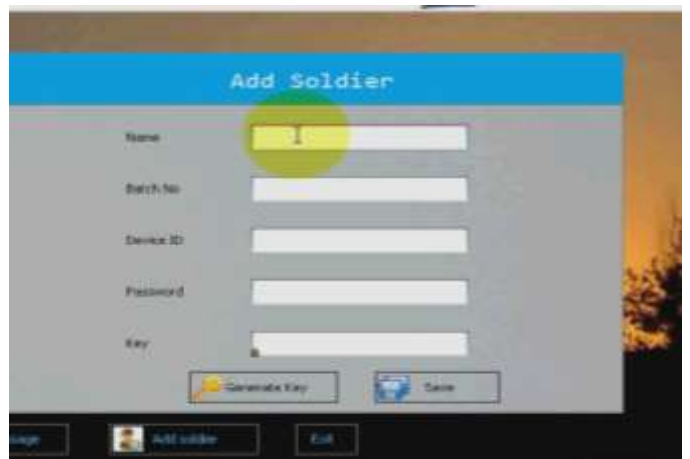 Add Soldier
Name
Batch No
Device ID
Password
Key
Generate Key
Save
Add soldier
Exit